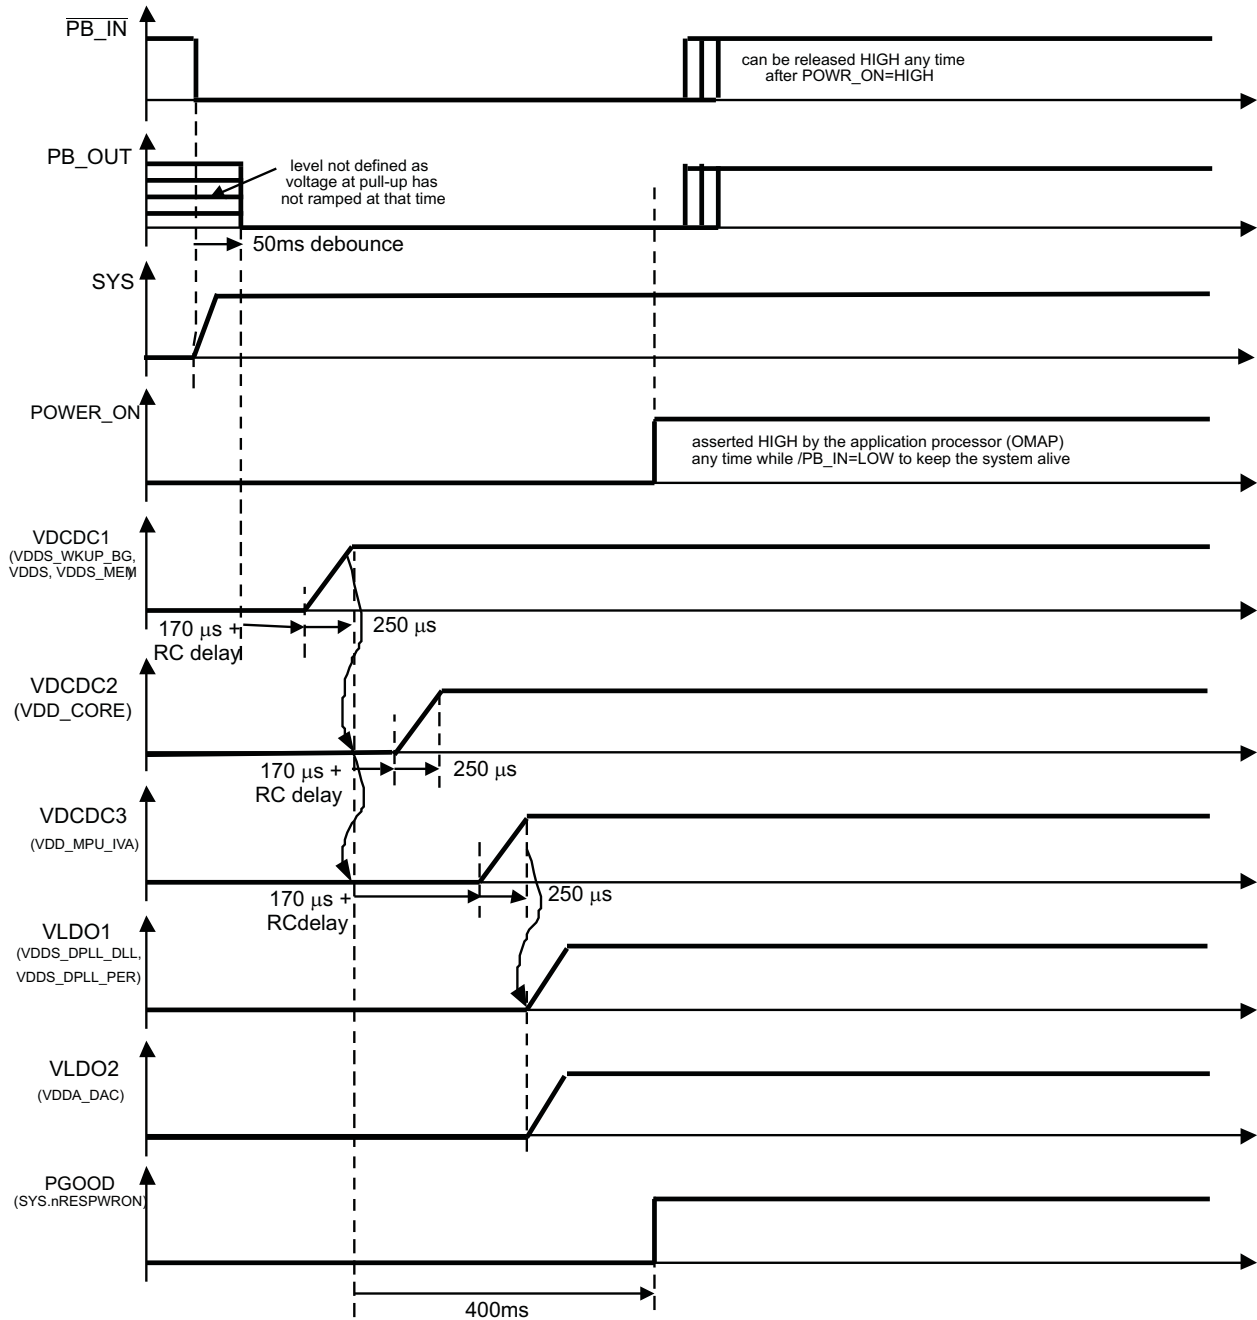 PB_IN
can be released HIGH any time
after POWR_ON=HIGH
PB_OUT
level not defined as
voltage at pull-up has
not ramped at that time
50ms debounce
SYS
POWER_ON
asserted HIGH by the application processor (OMAP)
any time while /PB_IN=LOW to keep the system alive
VDCDC1
(VDDS_WKUP_BG,
VDDS, VDDS_MEM)
170 μs +
RC delay
250 μs
VDCDC2
(VDD_CORE)
170 μs +
RC delay
250 μs
VDCDC3
(VDD_MPU_IVA)
170 μs +
RCdelay
250 μs
VLDO1
(VDDS_DPLL_DLL,
VDDS_DPLL_PER)
VLDO2
(VDDA_DAC)
PGOOD
(SYS.nRESPWRON)
400ms